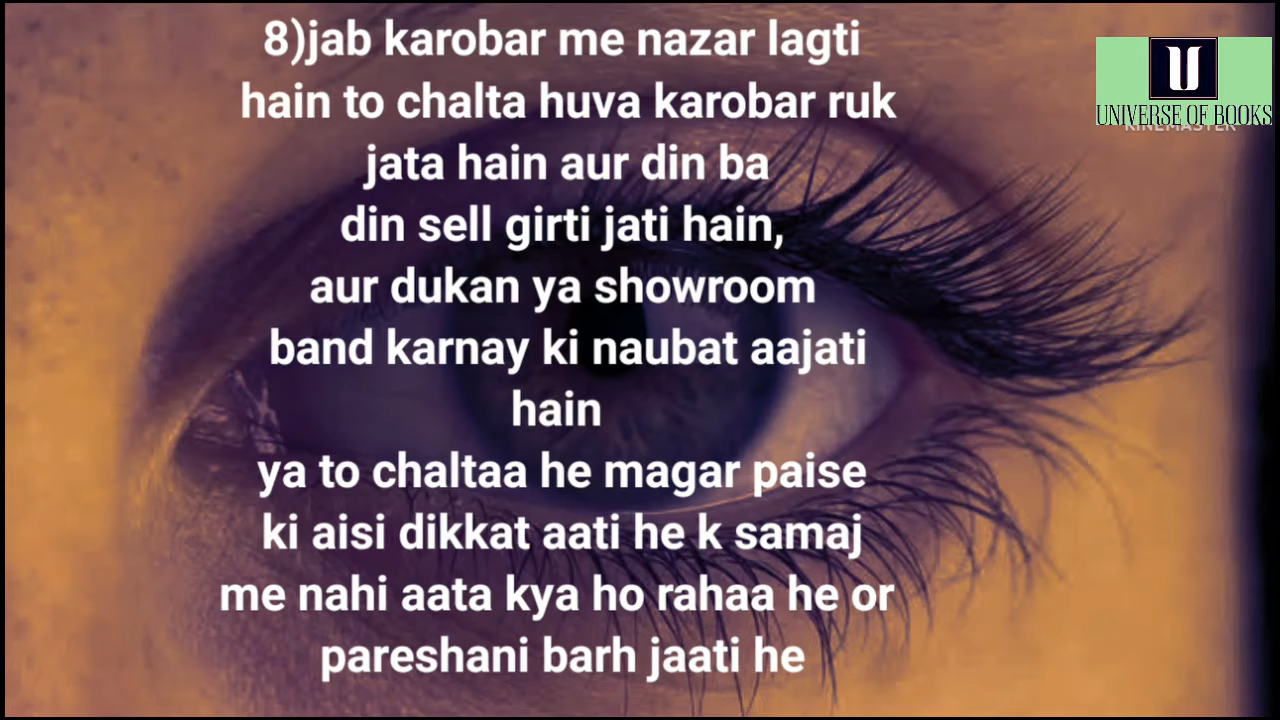 8)jab karobar me nazar lagti
hain to chalta huva karobar ruk
jata hain aur din ba
din sell girti jati hain,
aur dukan ya showroom
band karnay ki naubat aajati
hain
ya to chaltaa he magar paise
ki aisi dikkat aati he k samaj
me nahi aata kya ho rahaa he or
pareshani barh jaati he
U
UNIVERSE OF BOOKS
KINEMASTER